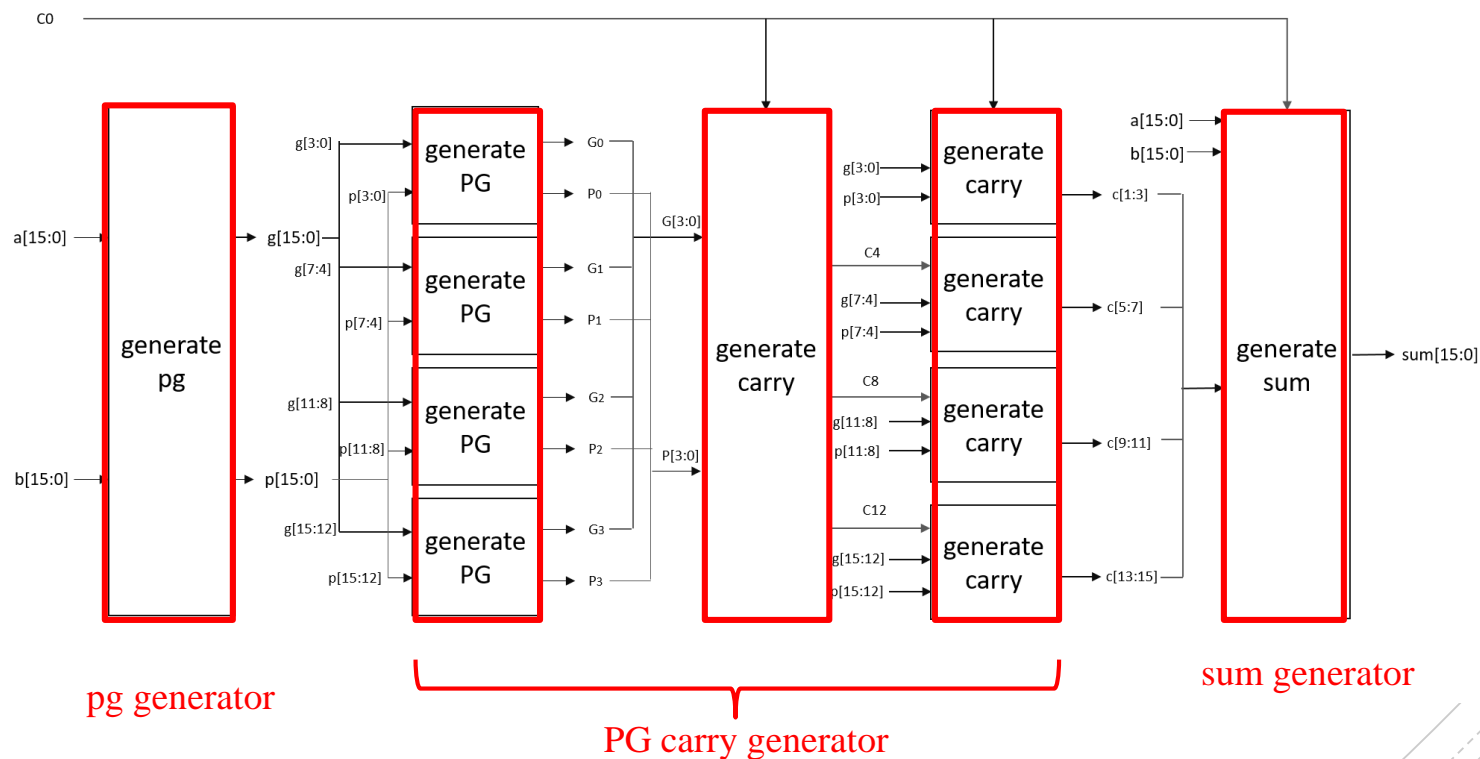 C0
a[15:0]
b[15:0]
generate
pg
g[15:0]
p[15:0]
g[3:0]
p[3:0]
g[7:4]
p[7:4]
g[11:8]
p[11:8]
g[15:12]
p[15:12]
generate
PG
generate
PG
generate
PG
generate
PG
G0
P0
G1
P1
G2
P2
G3
P3
G[3:0]
P[3:0]
generate
carry
g[3:0]
p[3:0]
C4
g[7:4]
p[7:4]
C8
g[11:8]
p[11:8]
C12
g[15:12]
p[15:12]
generate
carry
generate
carry
generate
carry
generate
carry
c[1:3]
c[5:7]
c[9:11]
c[13:15]
a[15:0]
b[15:0]
generate
sum
sum[15:0]
pg generator
PG carry generator
sum generator